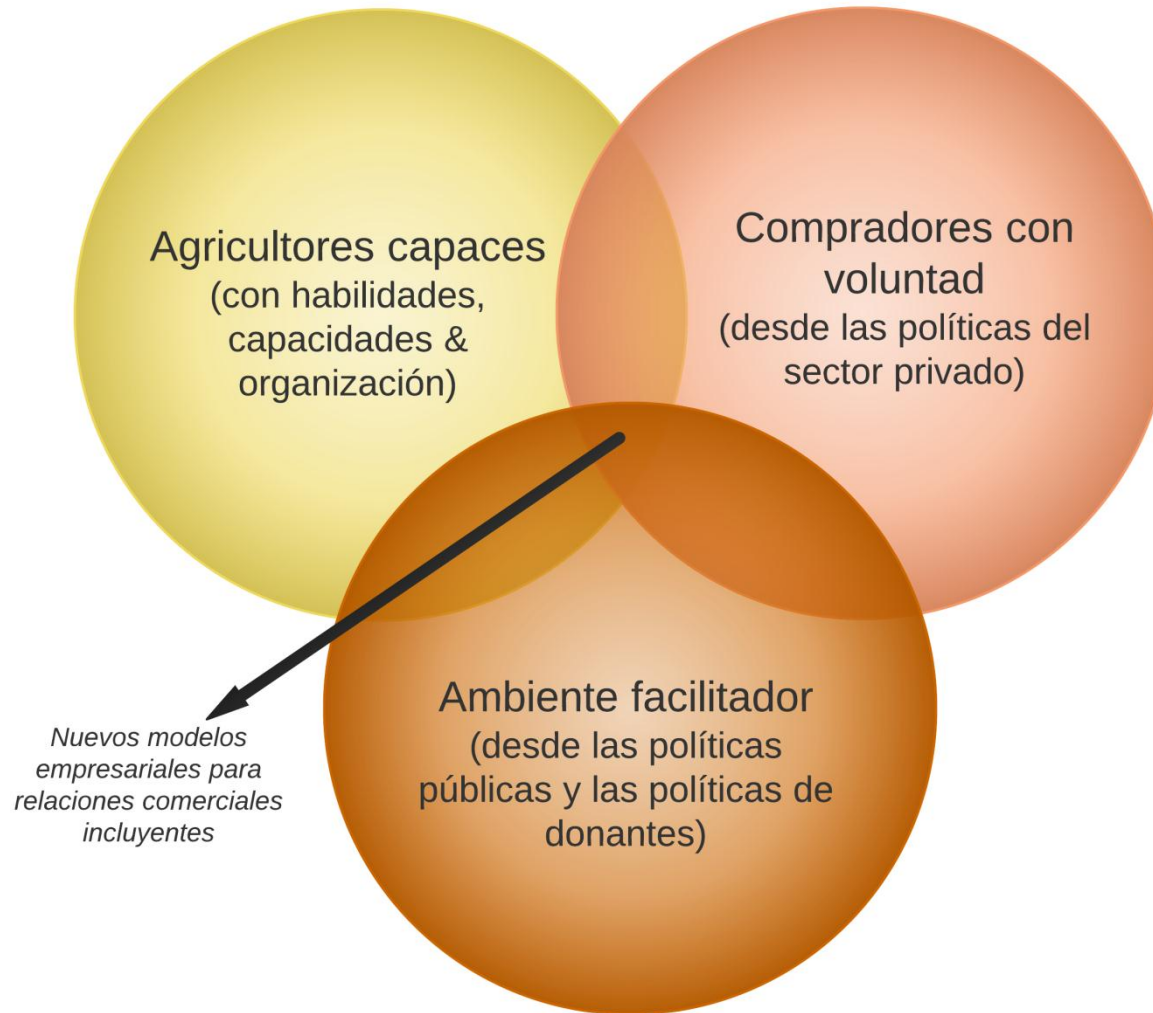 Agricultores capaces
(con habilidades,
capacidades &
organización)
Compradores con
voluntad
(desde las políticas del
sector privado)
Ambiente facilitador
(desde las políticas
públicas y las políticas de
donantes)
Nuevos modelos
empresariales para
relaciones comerciales
incluyentes